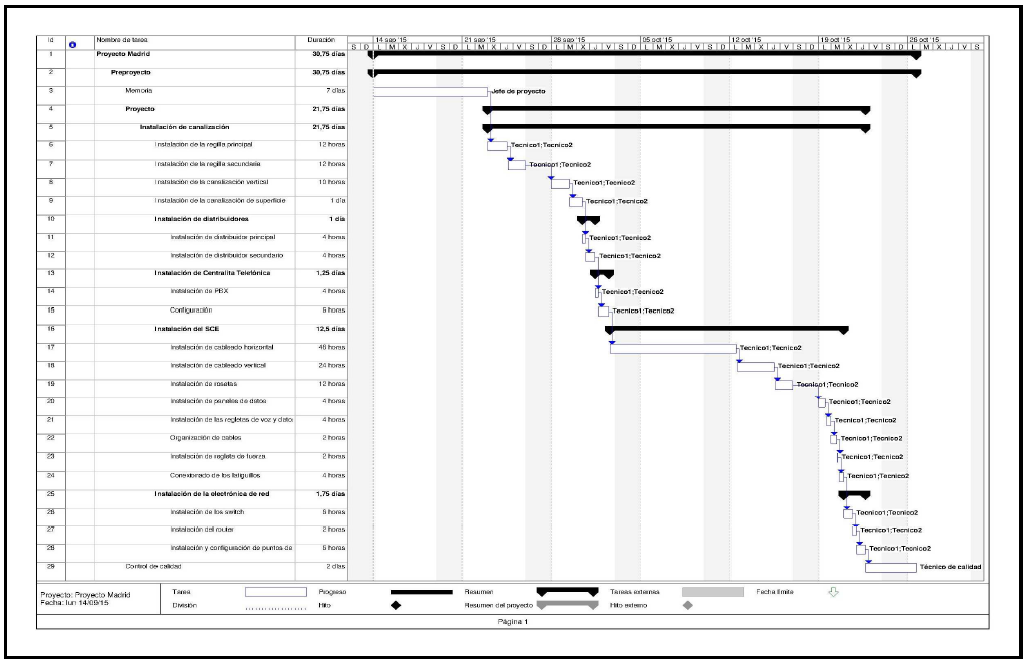 Id Nombre de tarea Duración 14 sep '15 21 sep '15 28 sep '15 05 oct '15 12 oct '15 19 oct '15 26 oct '15
S D L M X J V S D L M X J V S D L M X J V S D L M X J V S D L M X J V S D L M X J V S D L M X J V S
1 Proyecto Madrid 30,75 días
2 Preproyecto 30,75 días
3 Memoria 7 días Jefe de proyecto
4 Proyecto 21,75 días
5 Instalación de canalización 21,75 días
6 Instalación de la regilla principal 12 horas Tecnico1;Tecnico2
7 Instalación de la regilla secundaria 12 horas Tecnico1;Tecnico2
8 Instalación de la canalización vertical 10 horas Tecnico1;Tecnico2
9 Instalación de la canalización de superficie 1 día Tecnico1;Tecnico2
10 Instalación de distribuidores 1 día
11 Instalación de distribuidor principal 4 horas Tecnico1;Tecnico2
12 Instalación de distribuidor secundario 4 horas Tecnico1;Tecnico2
13 Instalación de Centralita Telefónica 1,25 días
14 Instalación de PBX 4 horas Tecnico1;Tecnico2
15 Configuración 6 horas Tecnico1;Tecnico2
16 Instalación del SCE 12,5 días
17 Instalación de cableado horizontal 48 horas Tecnico1;Tecnico2
18 Instalación de cableado vertical 24 horas Tecnico1;Tecnico2
19 Instalación de rosetas 12 horas Tecnico1;Tecnico2
20 Instalación de paneles de datos 4 horas Tecnico1;Tecnico2
21 Instalación de las regletas de voz y datos 4 horas Tecnico1;Tecnico2
22 Organización de cables 2 horas Tecnico1;Tecnico2
23 Instalación de regleta de fuerza 2 horas Tecnico1;Tecnico2
24 Conexionado de los latiguillos 4 horas Tecnico1;Tecnico2
25 Instalación de la electrónica de red 1,75 días
26 Instalación de los switch 6 horas Tecnico1;Tecnico2
27 Instalación del router 2 horas Tecnico1;Tecnico2
28 Instalación y configuración de puntos de 6 horas Tecnico1;Tecnico2
29 Control de calidad 2 días Técnico de calidad
Proyecto: Proyecto Madrid
Fecha: lun 14/09/15
Tarea Progreso Resumen Tareas externas Fecha límite
División Hito Resumen del proyecto Hito externo
Página 1